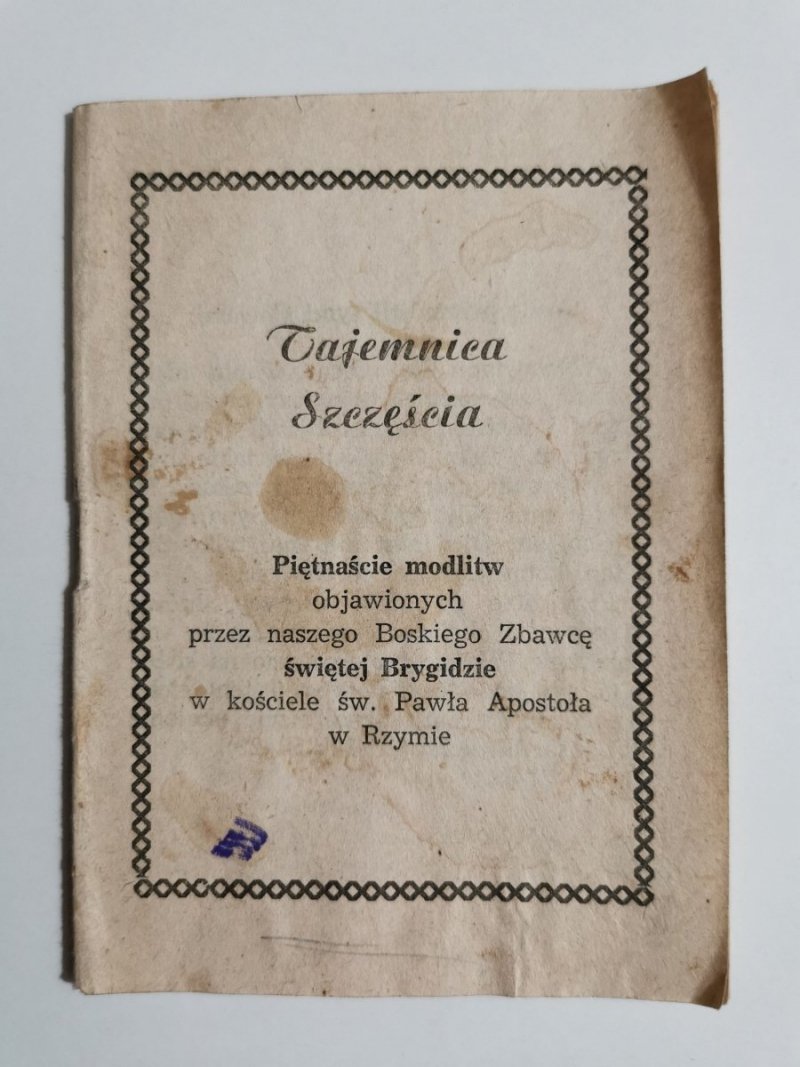 Tajemnica
Szczęścia
Piętnaście modlitw
objawionych
przez naszego Boskiego Zbawcę
świętej Brygidzie
w kościele św. Pawła Apostoła
w Rzymie